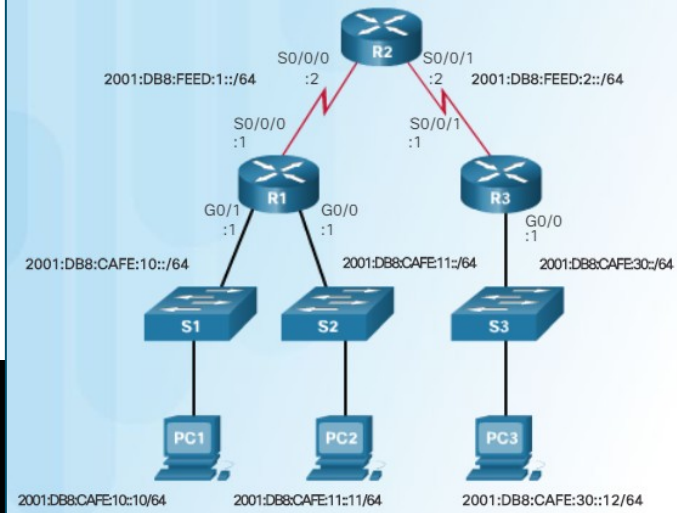 R2
S0/0/0 S0/0/1
2001:DB8:FEED:1::/64 :2 :2 2001:DB8:FEED:2::/64
S0/0/0 S0/0/1
:1 :1
R1 R3
G0/1 G0/0 G0/0
:1 :1 :1
2001:DB8:CAFE:10::/64 2001:DB8:CAFE:11::/64 2001:DB8:CAFE:30::/64
S1 S2 S3
PC1 PC2 PC3
2001:DB8:CAFE:10::10/64 2001:DB8:CAFE:11::11/64 2001:DB8:CAFE:30::12/64